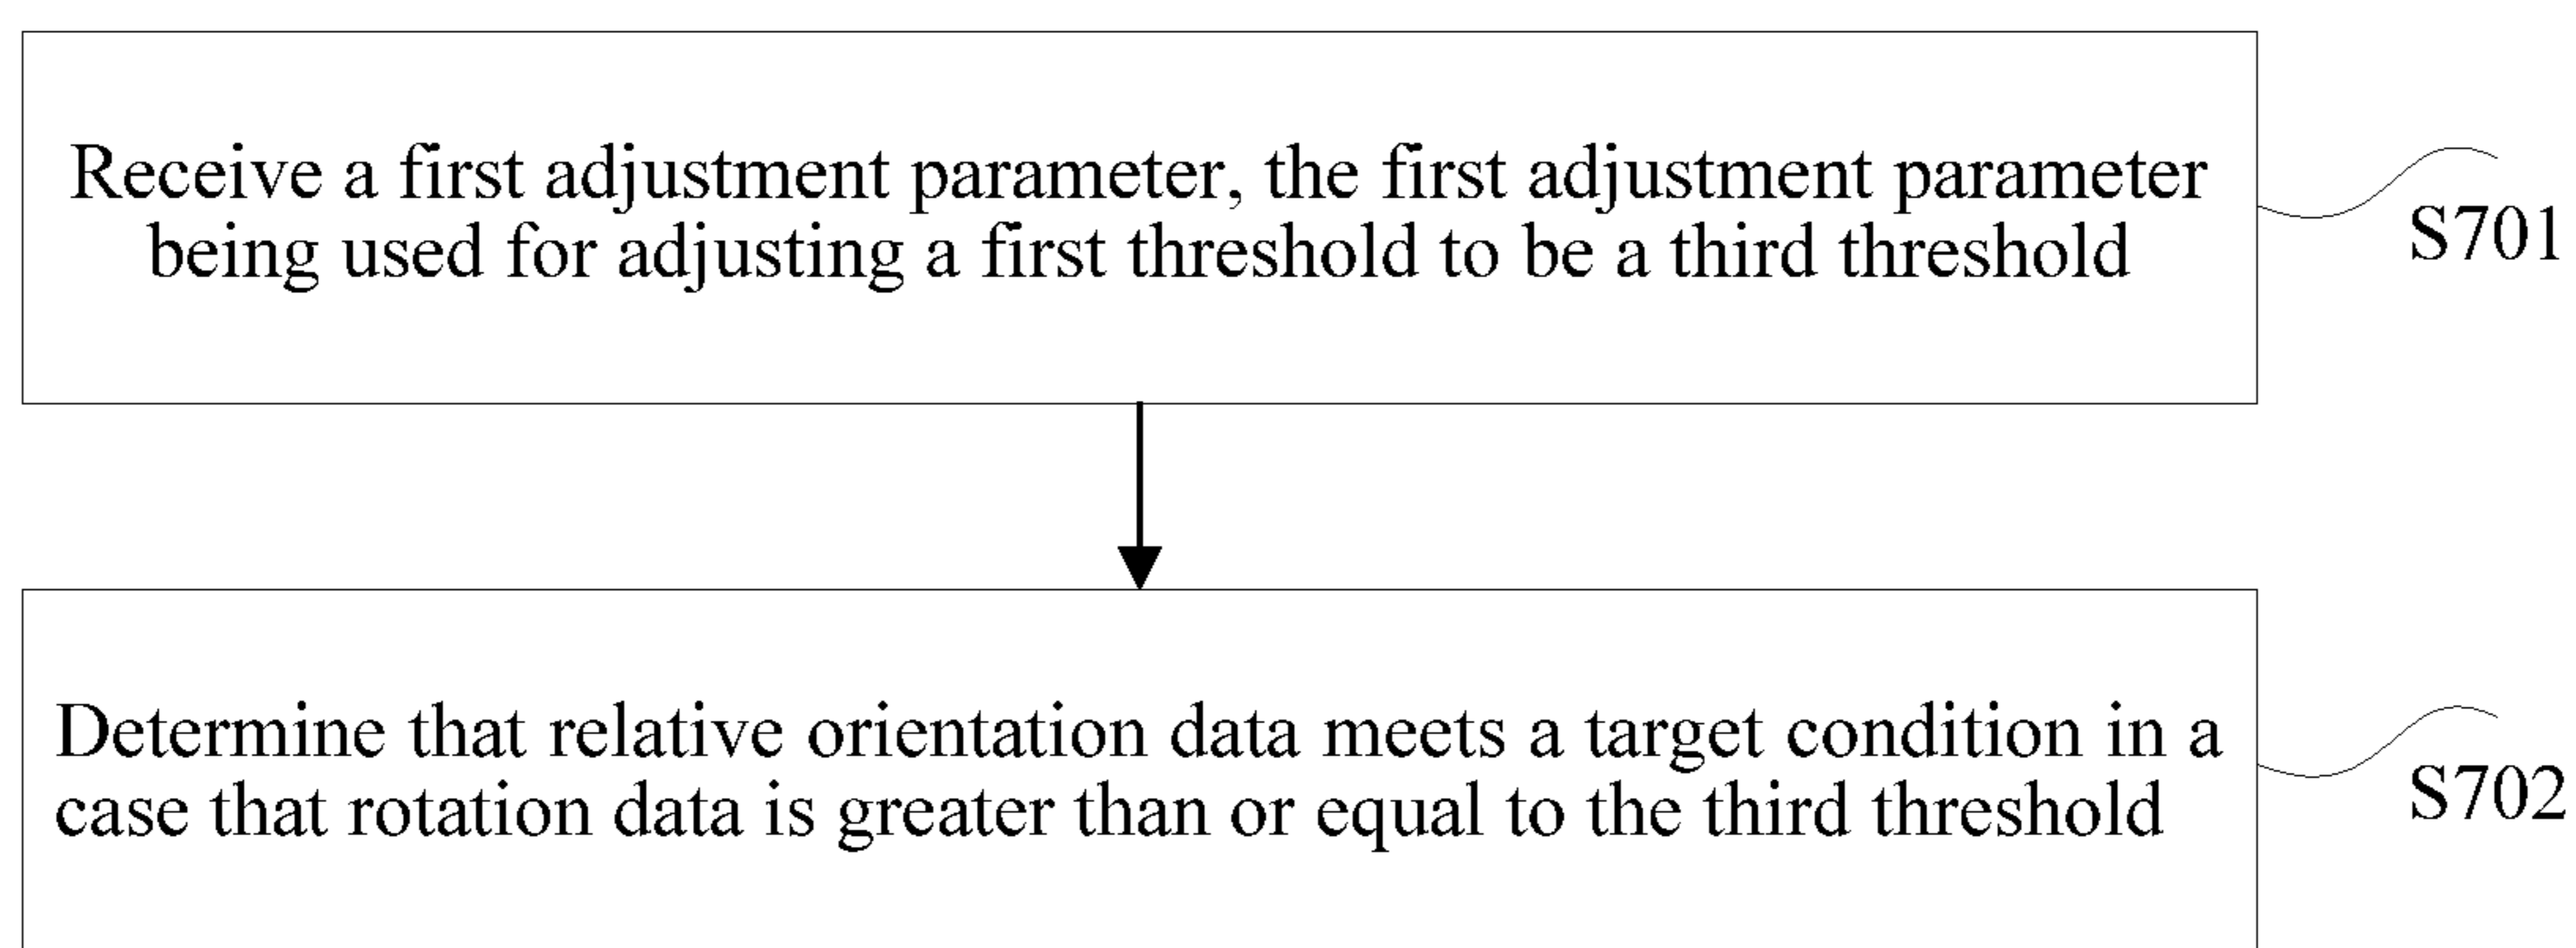 Receive a first adjustment parameter, the first adjustment parameter
being used for adjusting a first threshold to be a third threshold
S701
Determine that relative orientation data meets a target condition in a
case that rotation data is greater than or equal to the third threshold
S702